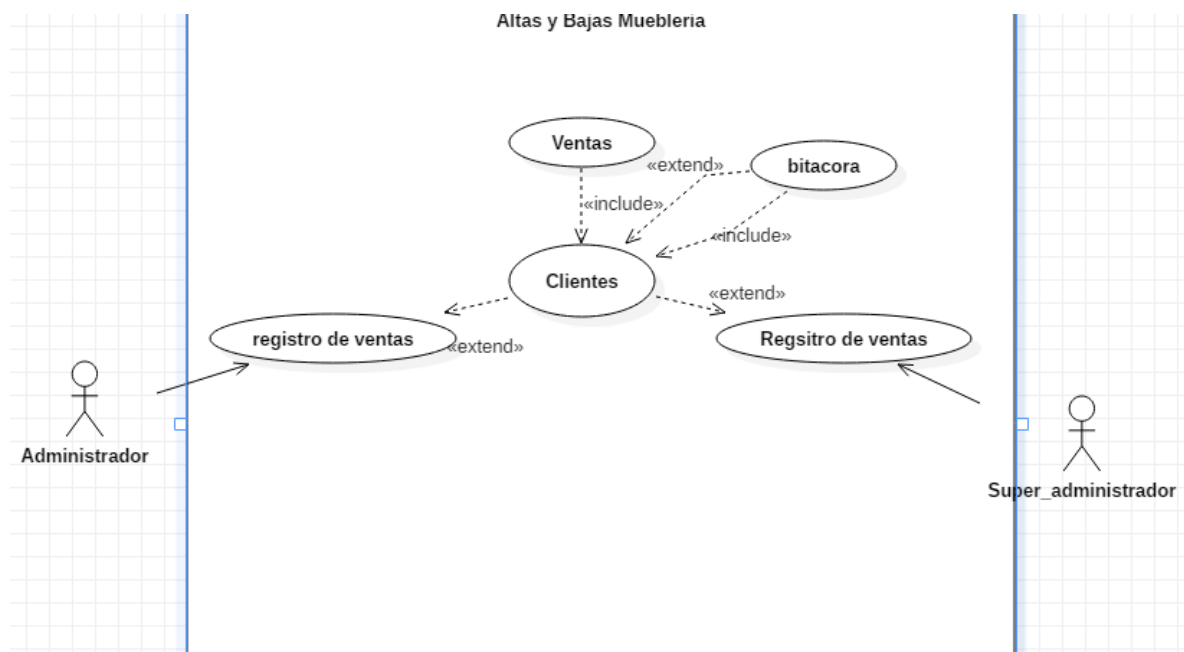 Altas y Bajas Muebleria
Ventas
«extend»
bitacora
«include»
«include»
Clientes
«extend»
registro de ventas
«extend»
Regsitro de ventas
Administrador
Super_administrador